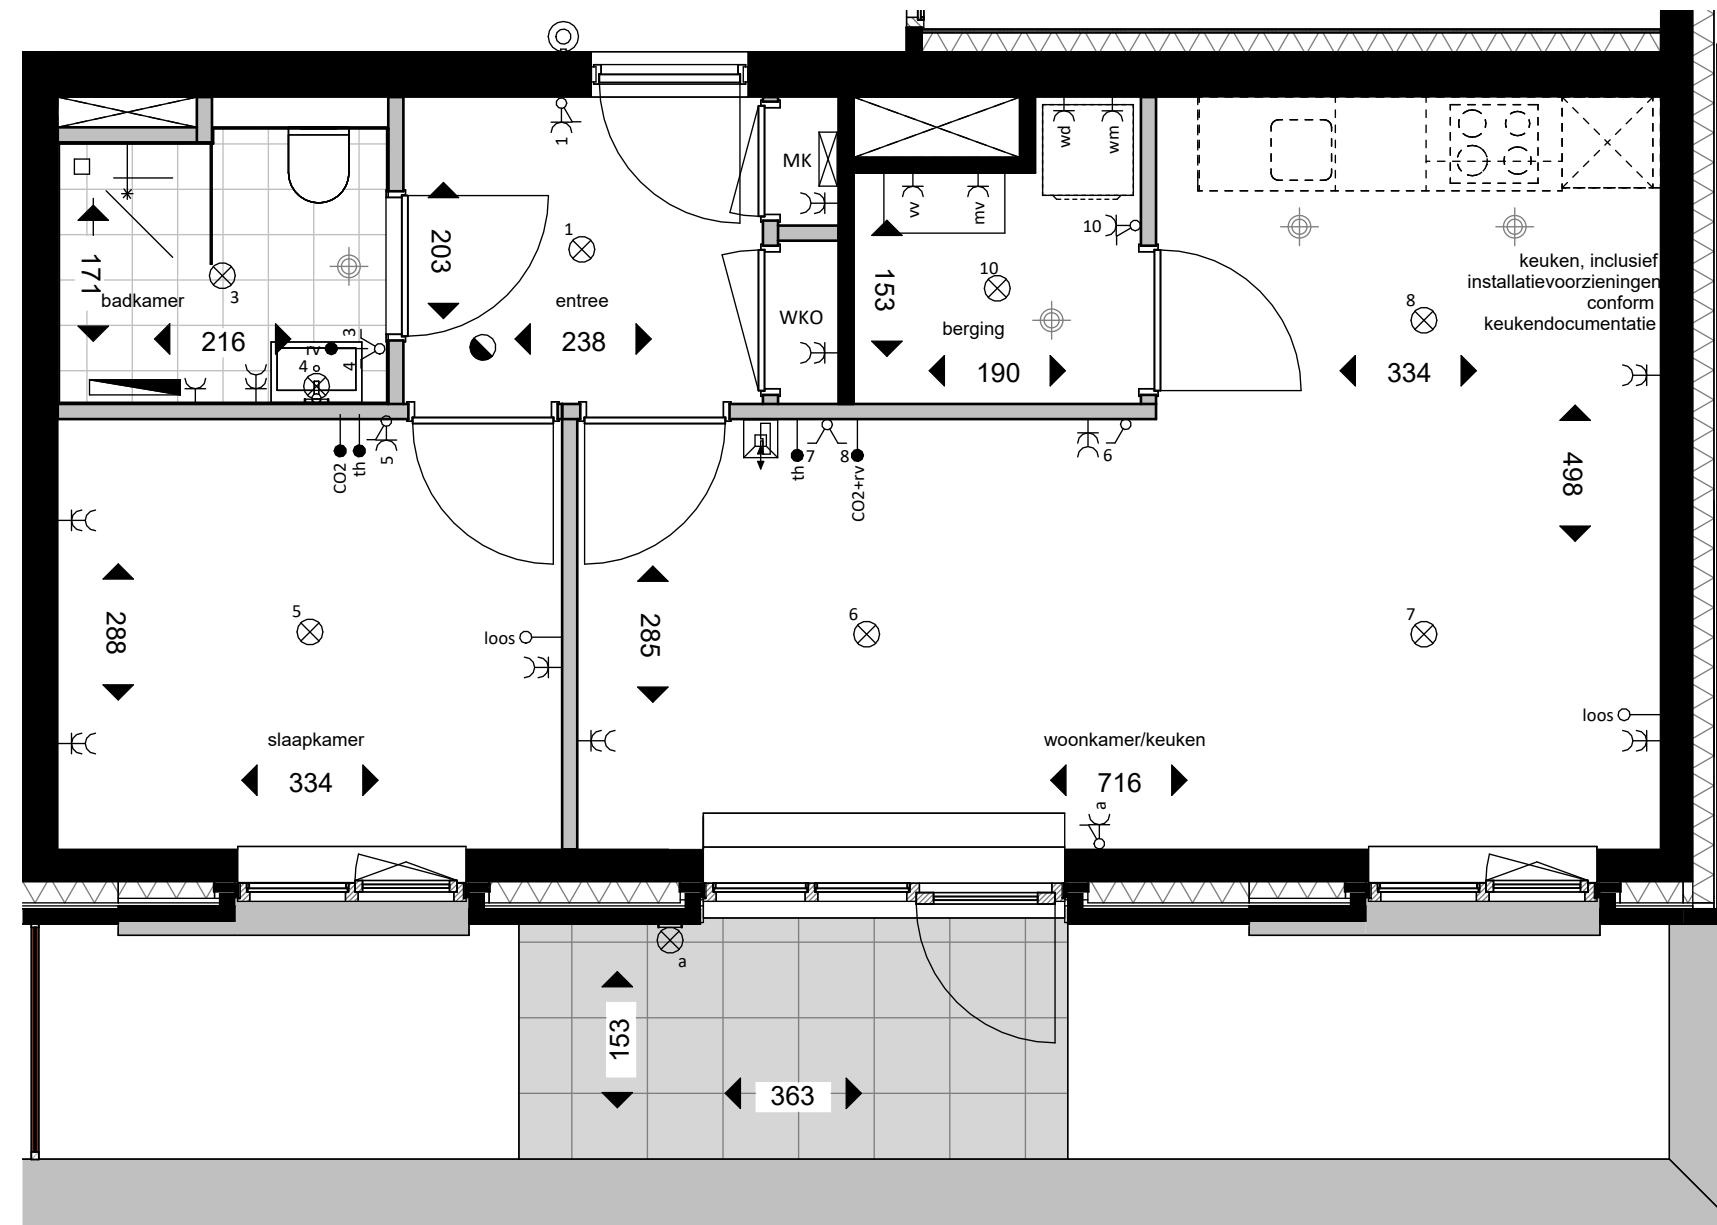 1
wd
wm
MK
vv
mv
10
203
1
171
153
keuken, inclusief
installatievoorzieningen
conform
keukendocumentatie
3
badkamer
entree
10
8
WKO
berging
216
3
rv
4
4
238
190
334
5
CO2
th
th
7
8
CO2+rv
6
498
288
5
loos
285
6
7
loos
slaapkamer
334
woonkamer/keuken
716
a
a
153
363